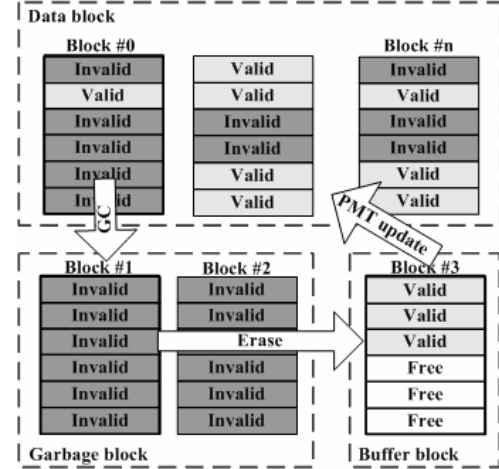 Data block
Block #0
Invalid
Valid
Invalid
Invalid
Invalid
Invalid
Valid
Valid
Invalid
Invalid
Valid
Valid
Block #n
Invalid
Valid
Invalid
Invalid
Valid
Valid
GC
PMT update
Block #1
Invalid
Invalid
Invalid
Invalid
Invalid
Invalid
Block #2
Invalid
Invalid
Erase
Invalid
Invalid
Invalid
Garbage block
Block #3
Valid
Valid
Valid
Free
Free
Free
Buffer block